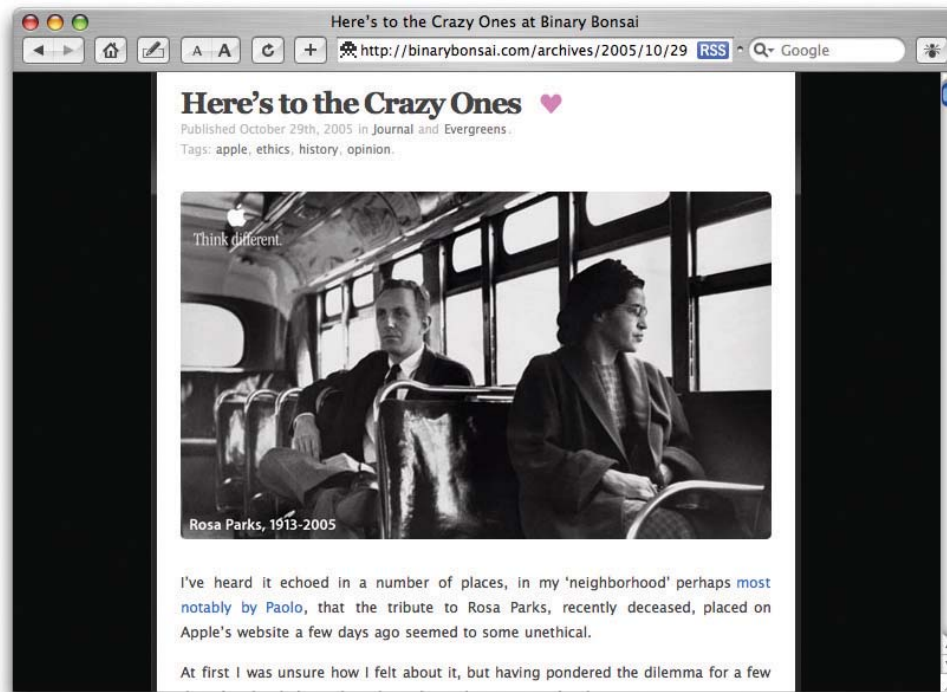 Here's to the Crazy Ones at Binary Bonsai
A A http://binarybonsai.com/archives/2005/10/29 RSS Google
Here's to the Crazy Ones
Published October 29th, 2005 in Journal and Evergreens.
Tags: apple, ethics, history, opinion.
Think different.
Rosa Parks, 1913-2005
I've heard it echoed in a number of places, in my 'neighborhood' perhaps most
notably by Paolo, that the tribute to Rosa Parks, recently deceased, placed on
Apple's website a few days ago seemed to some unethical.
At first I was unsure how I felt about it, but having pondered the dilemma for a few